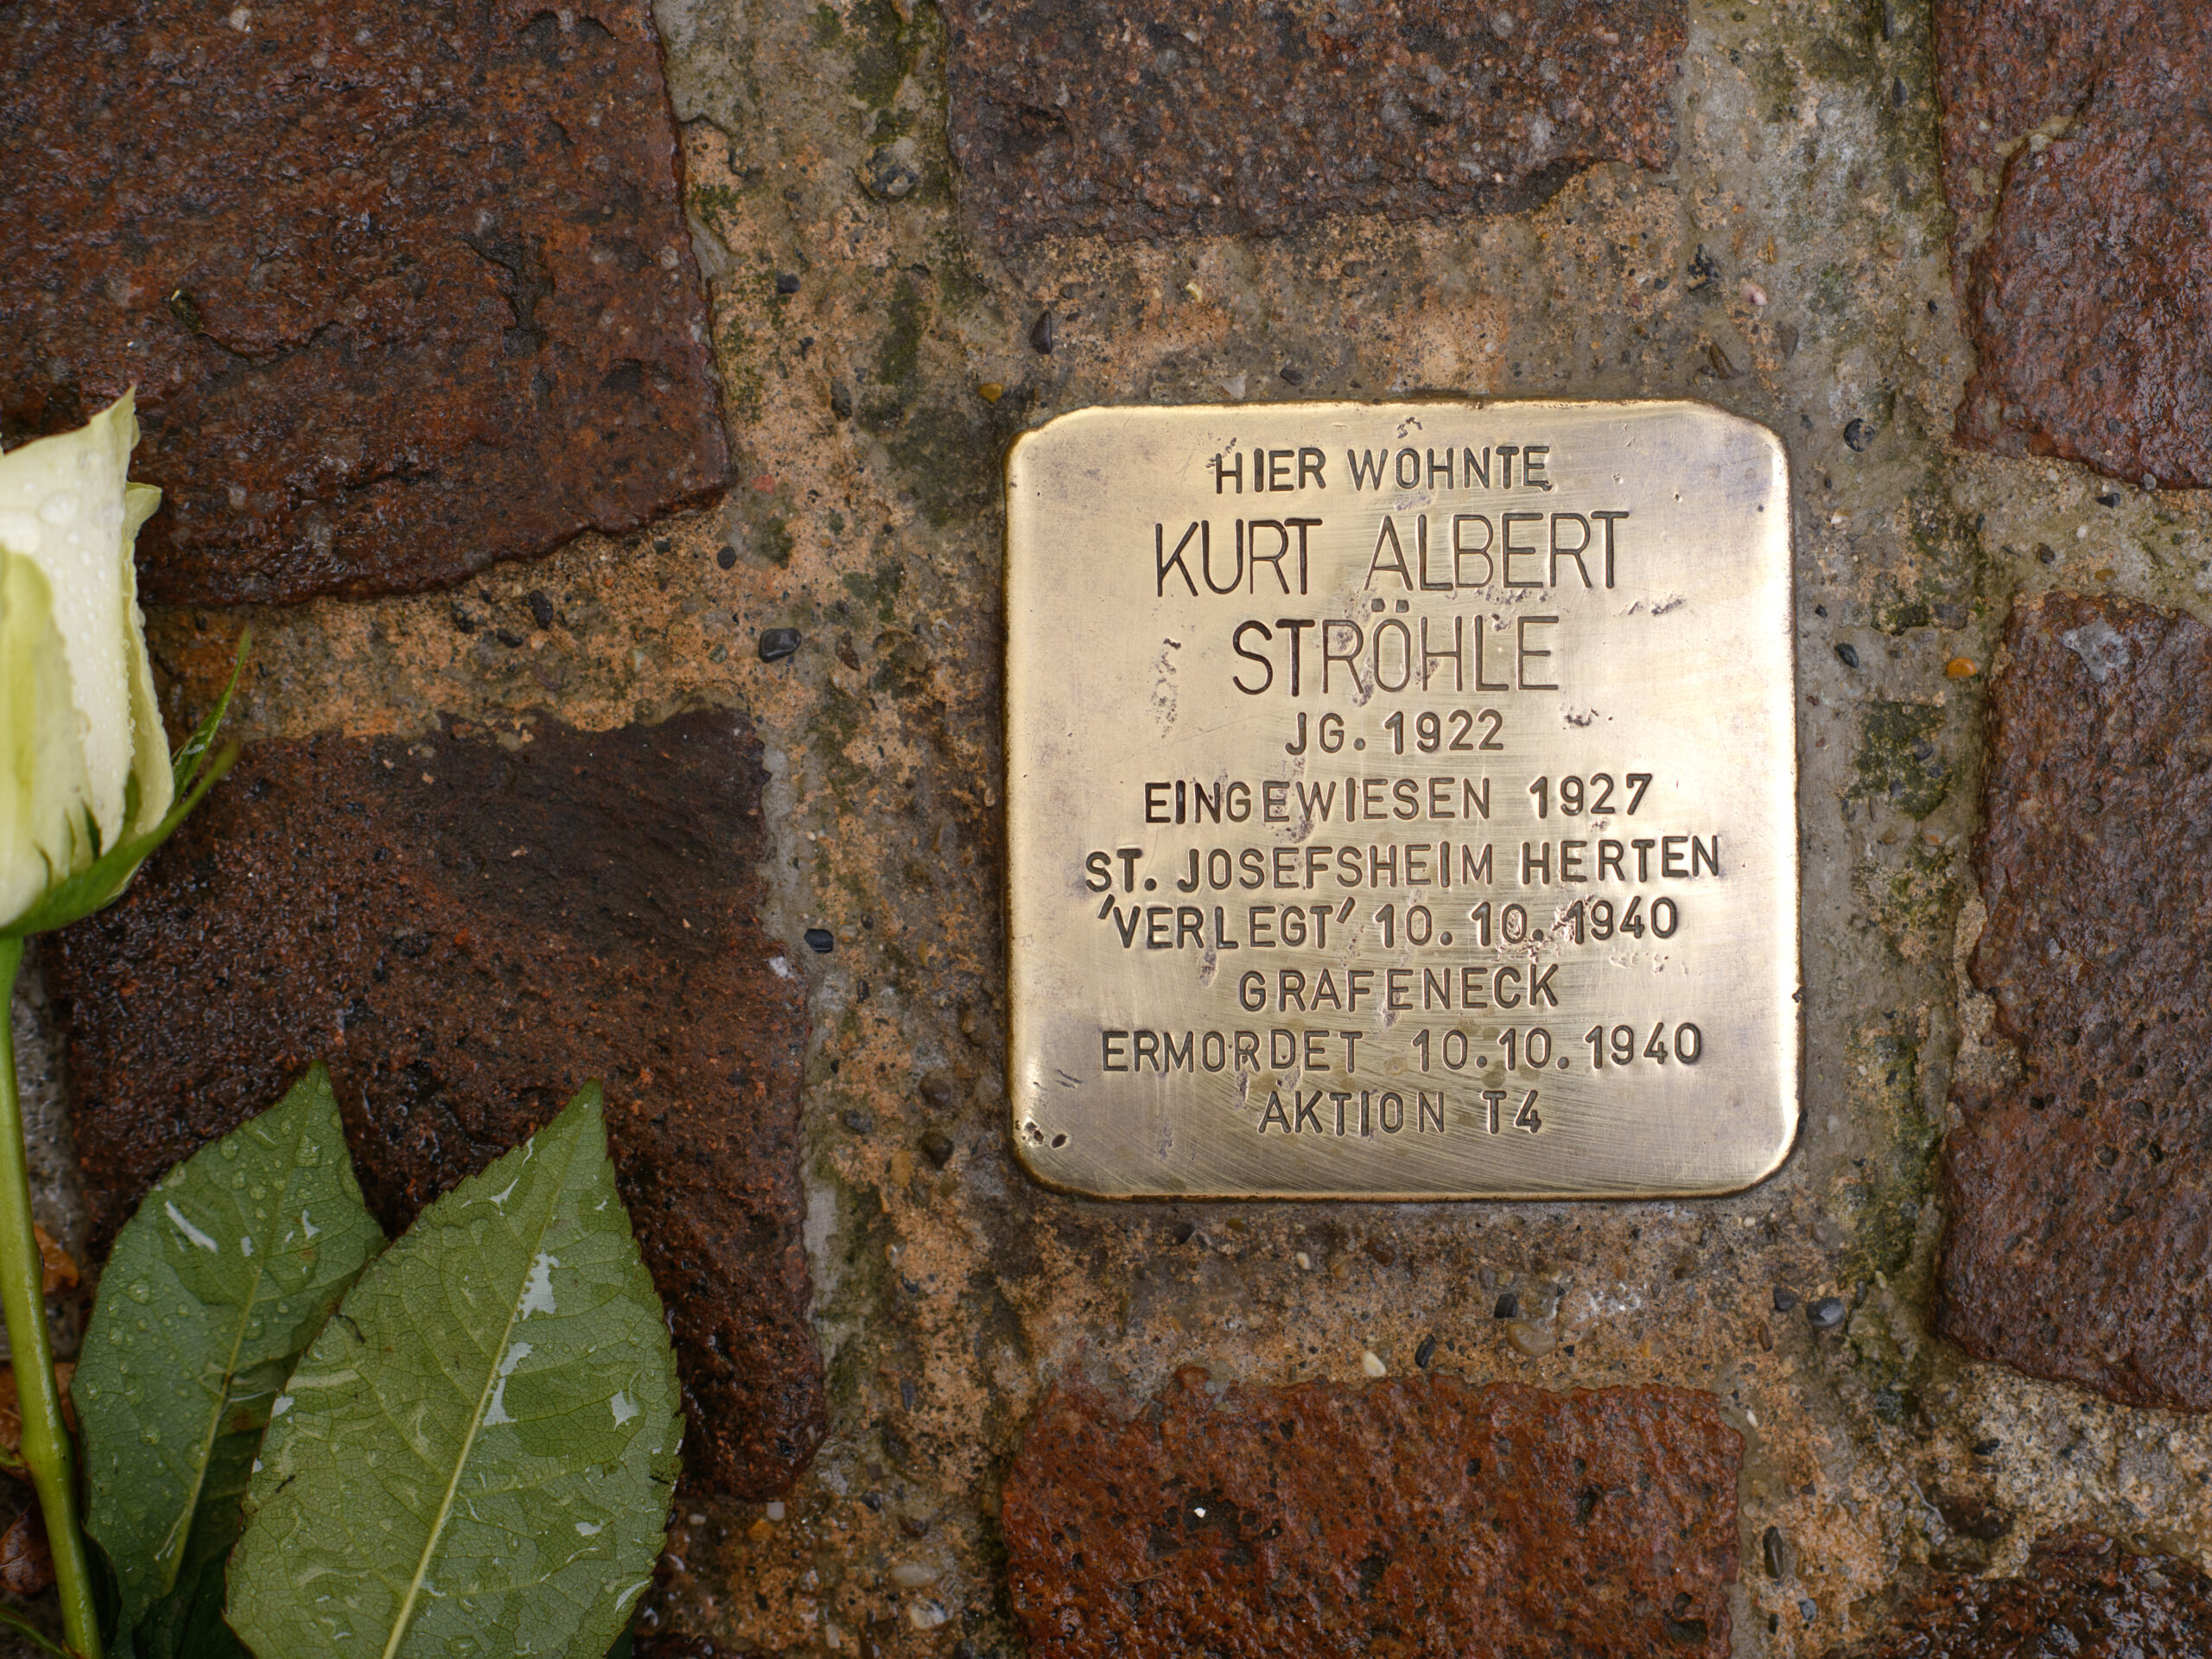 HIER WOHNTE
KURT ALBERT
STRÖHLE
JG. 1922
EINGEWIESEN 1927
ST. JOSEFSHEIM HERTEN
'VERLEGT' 10.10.1940
GRAFENECK
ERMORDET 10.10.1940
AKTION T4